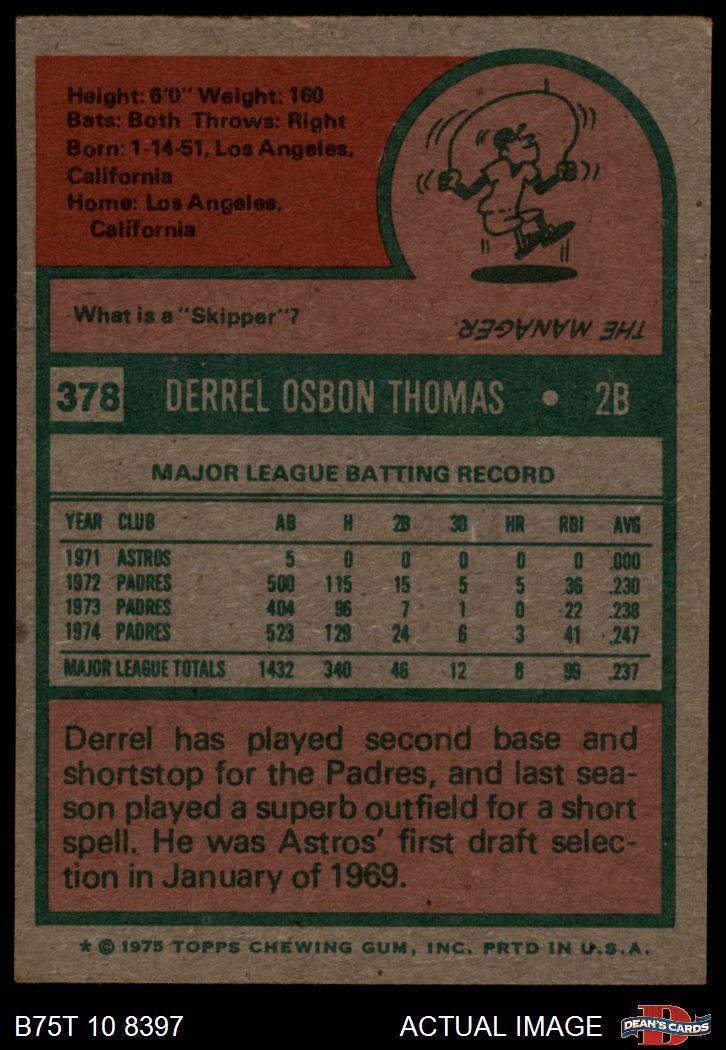 Height: 6'0" Weight: 160
Bats: Both Throws: Right
Born: 1-14-51, Los Angeles,
California
Home: Los Angeles,
California
What is a "Skipper"?
THE MANAGER.
378 DERREL OSBON THOMAS • 2B
MAJOR LEAGUE BATTING RECORD
YEAR CLUB AB H 2B 3B HR RBI AVG
1971 ASTROS 5 0 0 0 0 0 .000
1972 PADRES 500 115 15 5 5 36 .230
1973 PADRES 404 96 7 1 0 22 .238
1974 PADRES 523 129 24 6 3 41 .247
MAJOR LEAGUE TOTALS 1432 340 46 12 8 99 .237
Derrel has played second base and
shortstop for the Padres, and last sea-
son played a superb outfield for a short
spell. He was Astros' first draft selec-
tion in January of 1969.
* © 1975 TOPPS CHEWING GUM, INC. PRTD IN U.S.A.
B75T 10 8397 ACTUAL IMAGE
DEAN'S CARDS